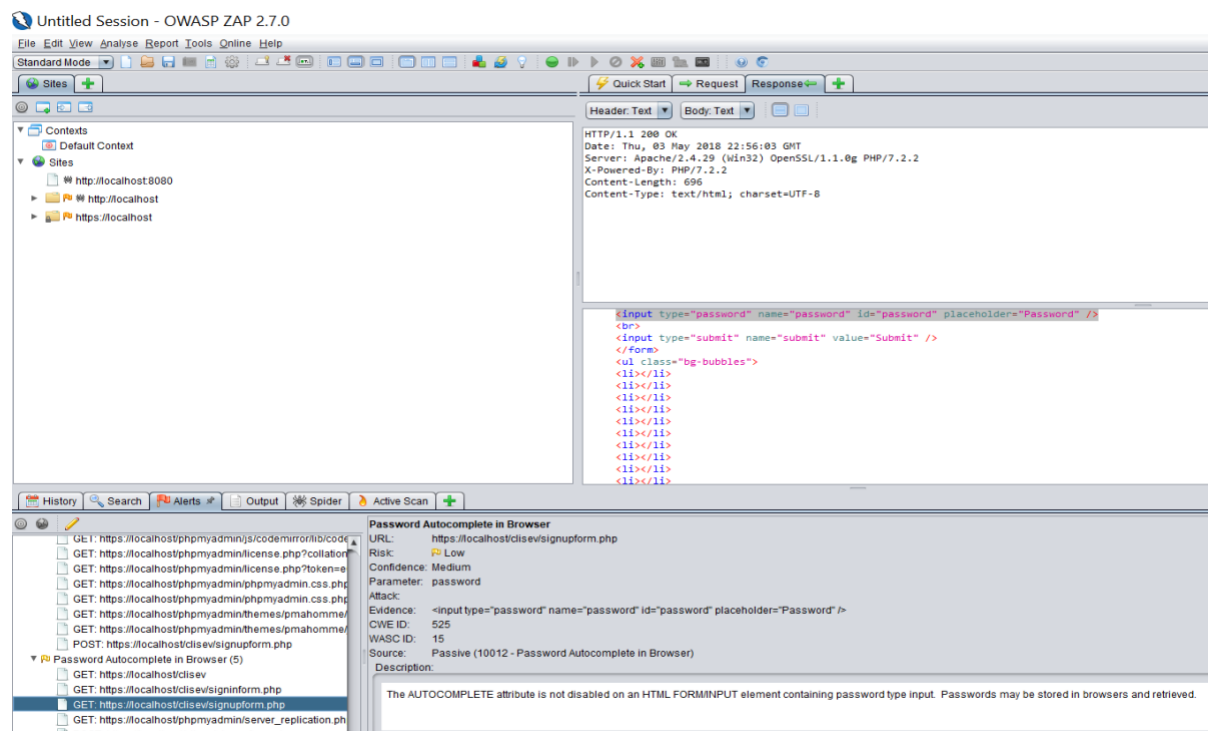 Untitled Session - OWASP ZAP 2.7.0
File Edit View Analyse Report Tools Online Help
Standard Mode
Sites
Quick Start Request Response
Header: Text Body: Text
Contexts
Default Context
Sites
http://localhost:8080
http://localhost
https://localhost
HTTP/1.1 200 OK
Date: Thu, 03 May 2018 22:56:03 GMT
Server: Apache/2.4.29 (Win32) OpenSSL/1.1.0g PHP/7.2.2
X-Powered-By: PHP/7.2.2
Content-Length: 696
Content-Type: text/html; charset=UTF-8
<input type="password" name="password" id="password" placeholder="Password" />
<br>
<input type="submit" name="submit" value="Submit" />
</form>
<ul class="bg-bubbles">
<li></li>
<li></li>
<li></li>
<li></li>
<li></li>
<li></li>
<li></li>
<li></li>
<li></li>
<li></li>
History Search Alerts Output Spider Active Scan
GET: https://localhost/phpmyadmin/js/codemirror/lib/code
GET: https://localhost/phpmyadmin/license.php?collation
GET: https://localhost/phpmyadmin/license.php?token=e
GET: https://localhost/phpmyadmin/phpmyadmin.css.php
GET: https://localhost/phpmyadmin/phpmyadmin.css.php
GET: https://localhost/phpmyadmin/themes/pmahomme/
GET: https://localhost/phpmyadmin/themes/pmahomme/
POST: https://localhost/clisev/signupform.php
Password Autocomplete in Browser (5)
GET: https://localhost/clisev
GET: https://localhost/clisev/signinform.php
GET: https://localhost/clisev/signupform.php
GET: https://localhost/phpmyadmin/server_replication.ph
Password Autocomplete in Browser
URL: https://localhost/clisev/signupform.php
Risk: Low
Confidence: Medium
Parameter: password
Attack:
Evidence: <input type="password" name="password" id="password" placeholder="Password" />
CWE ID: 525
WASC ID: 15
Source: Passive (10012 - Password Autocomplete in Browser)
Description:
The AUTOCOMPLETE attribute is not disabled on an HTML FORM/INPUT element containing password type input. Passwords may be stored in browsers and retrieved.